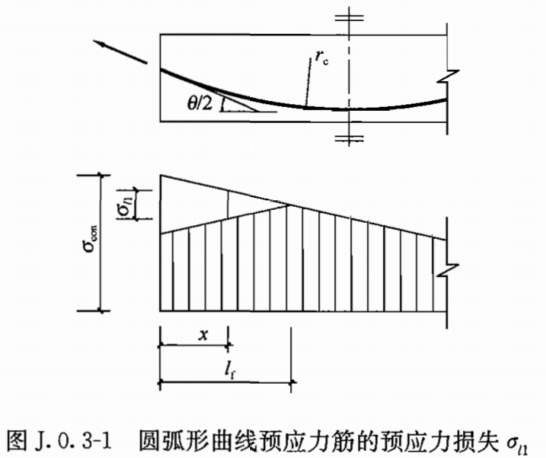 r_c
θ/2
σ_con
σ_l1
x
l_f
图 J.0.3-1 圆弧形曲线预应力筋的预应力损失 σ_l1